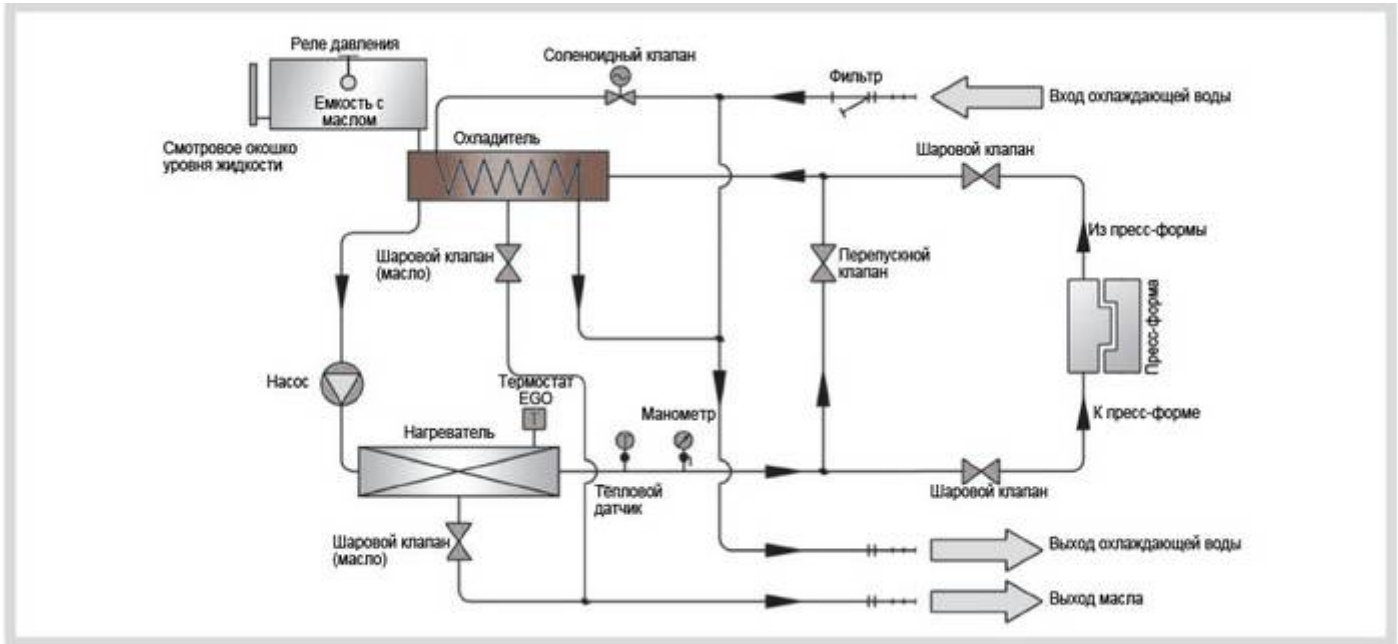 Реле давления
Соленоидный клапан
Фильтр
Емкость с
маслом
Вход охлаждающей воды
Смотровое окошко
уровня жидкости
Охладитель
Шаровой клапан
Из пресс-формы
Шаровой клапан
(масло)
Перепускной
клапан
Пресс-форма
Насос
Термостат
EGO
T
Манометр
К пресс-форме
Нагреватель
T
Тепловой
датчик
Шаровой клапан
Шаровой клапан
(масло)
Выход охлаждающей воды
Выход масла